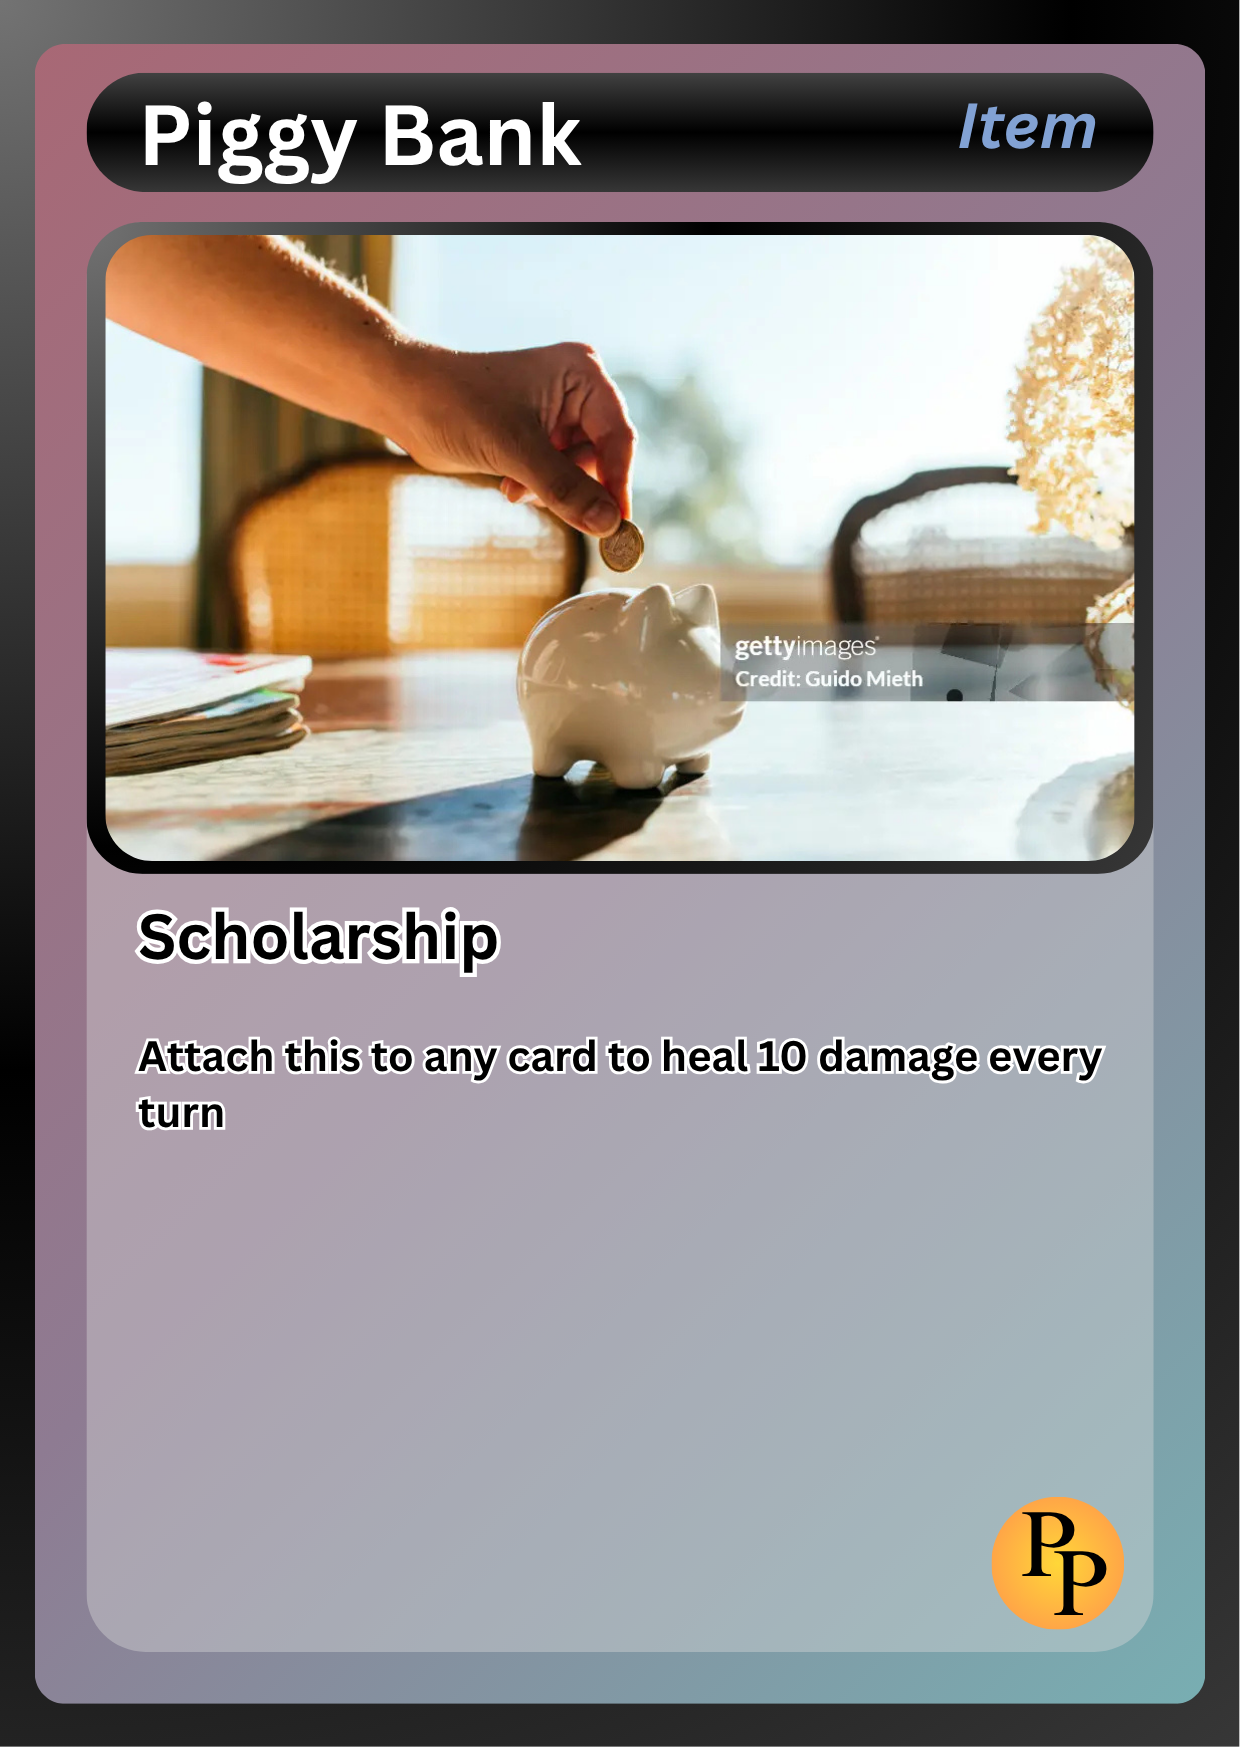 Piggy Bank
Item
gettyimages®
Credit: Guido Mieth
Scholarship
Attach this to any card to heal 10 damage every
turn
PP